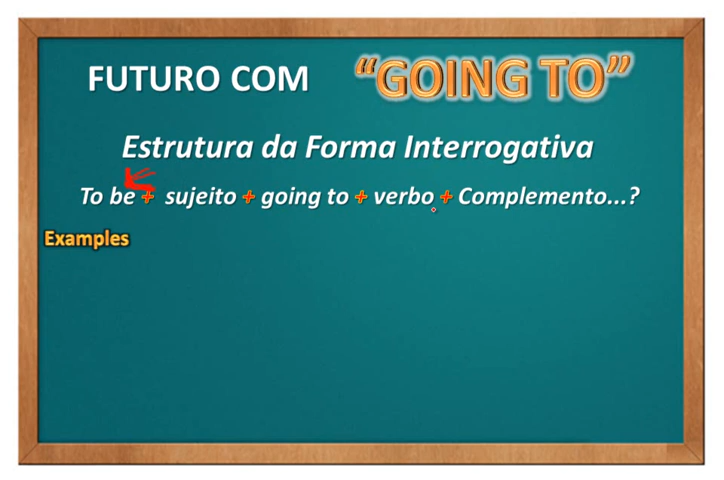 FUTURO COM "GOING TO"
Estrutura da Forma Interrogativa
To be + sujeito + going to + verbo + Complemento...?
Examples